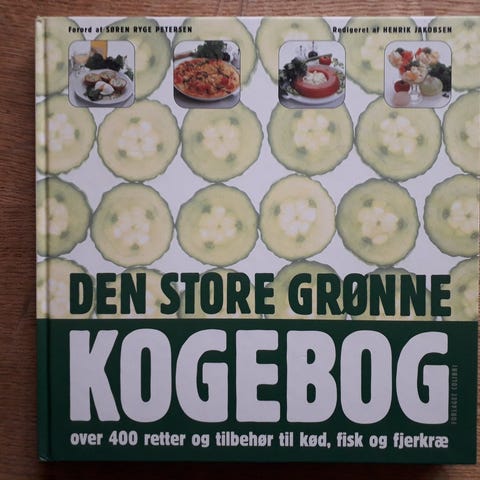 Forord af SØREN RYGE PETERSEN
Redigeret af HENRIK JAKOBSEN
DEN STORE GRØNNE
KOGEBOG
FORLAGET COLIBRI
over 400 retter og tilbehør til kød, fisk og fjerkræ